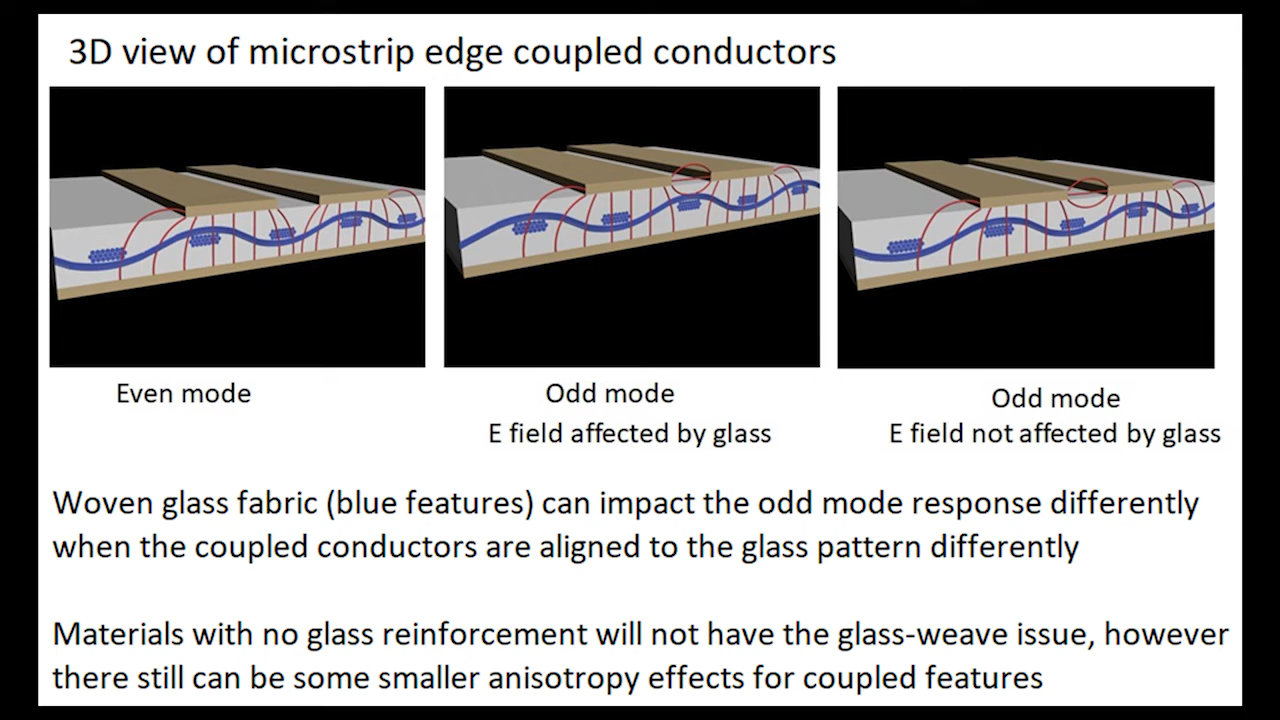 3D view of microstrip edge coupled conductors
Even mode
Odd mode
E field affected by glass
Odd mode
E field not affected by glass
Woven glass fabric (blue features) can impact the odd mode response differently
when the coupled conductors are aligned to the glass pattern differently
Materials with no glass reinforcement will not have the glass-weave issue, however
there still can be some smaller anisotropy effects for coupled features